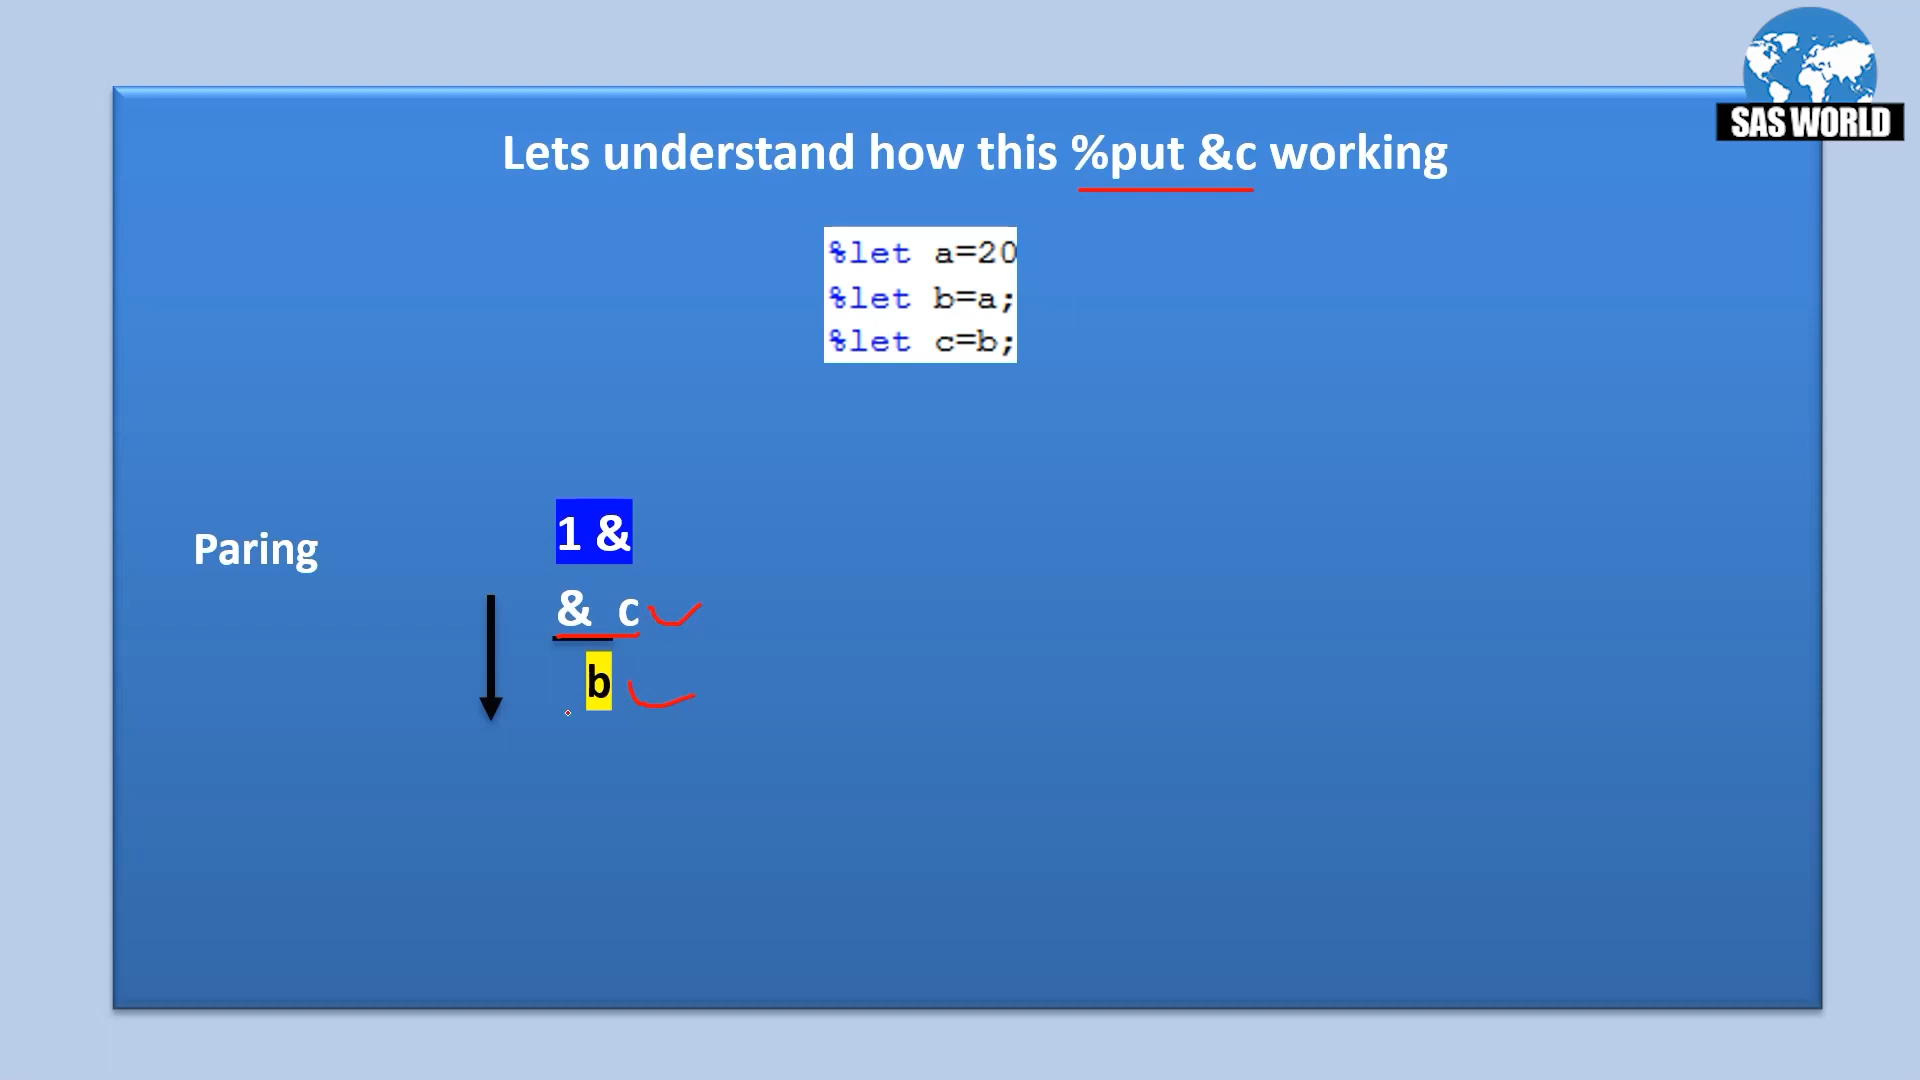 SAS WORLD
Lets understand how this %put &c working
%let a=20
%let b=a;
%let c=b;
Paring
1 &
& c
b